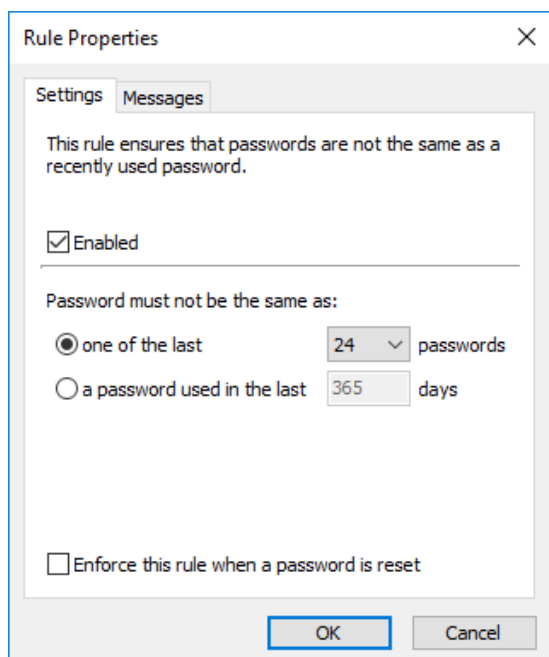 Rule Properties
Settings
Messages
This rule ensures that passwords are not the same as a
recently used password.
Enabled
Password must not be the same as:
one of the last 24 passwords
a password used in the last 365 days
Enforce this rule when a password is reset
OK Cancel